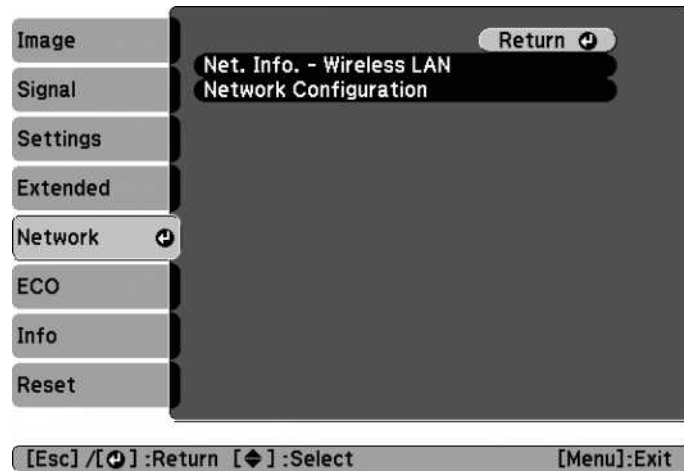 Image
Signal
Settings
Extended
Network
ECO
Info
Reset
Return
Net. Info. - Wireless LAN
Network Configuration
[Esc] /[ ] :Return [ ] :Select [Menu]:Exit